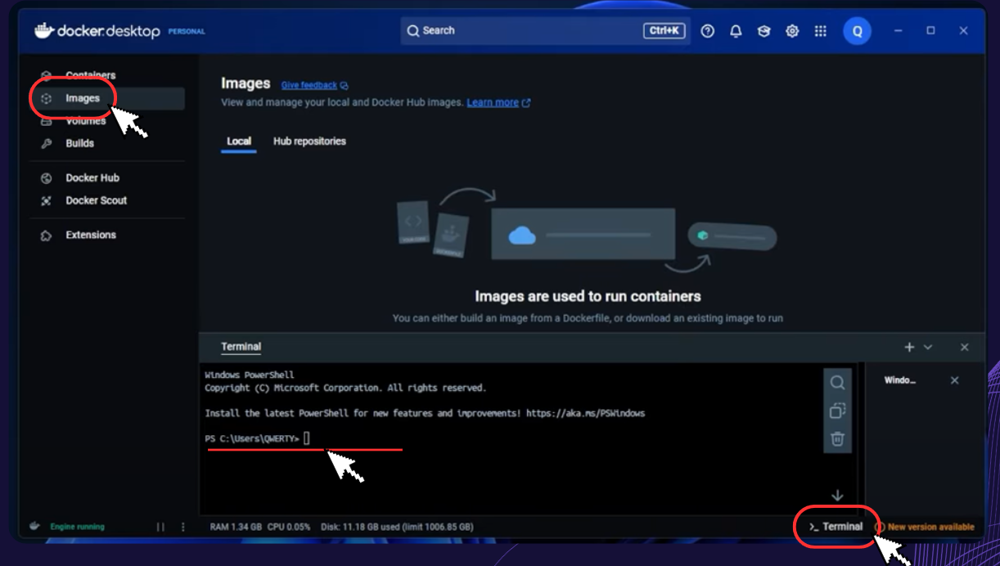 docker.desktop PERSONAL
Search
Ctrl+K
Q
Containers
Images
Volumes
Builds
Docker Hub
Docker Scout
Extensions
Images Give feedback
View and manage your local and Docker Hub images. Learn more
Local Hub repositories
Images are used to run containers
You can either build an image from a Dockerfile, or download an existing image to run
Terminal
Windows PowerShell
Copyright (C) Microsoft Corporation. All rights reserved.
Install the latest PowerShell for new features and improvements! https://aka.ms/PSWindows
PS C:\Users\QWERTY>
Windo...
Engine running
RAM 1.34 GB CPU 0.05% Disk: 11.18 GB used (limit 1006.85 GB)
>_ Terminal
New version available